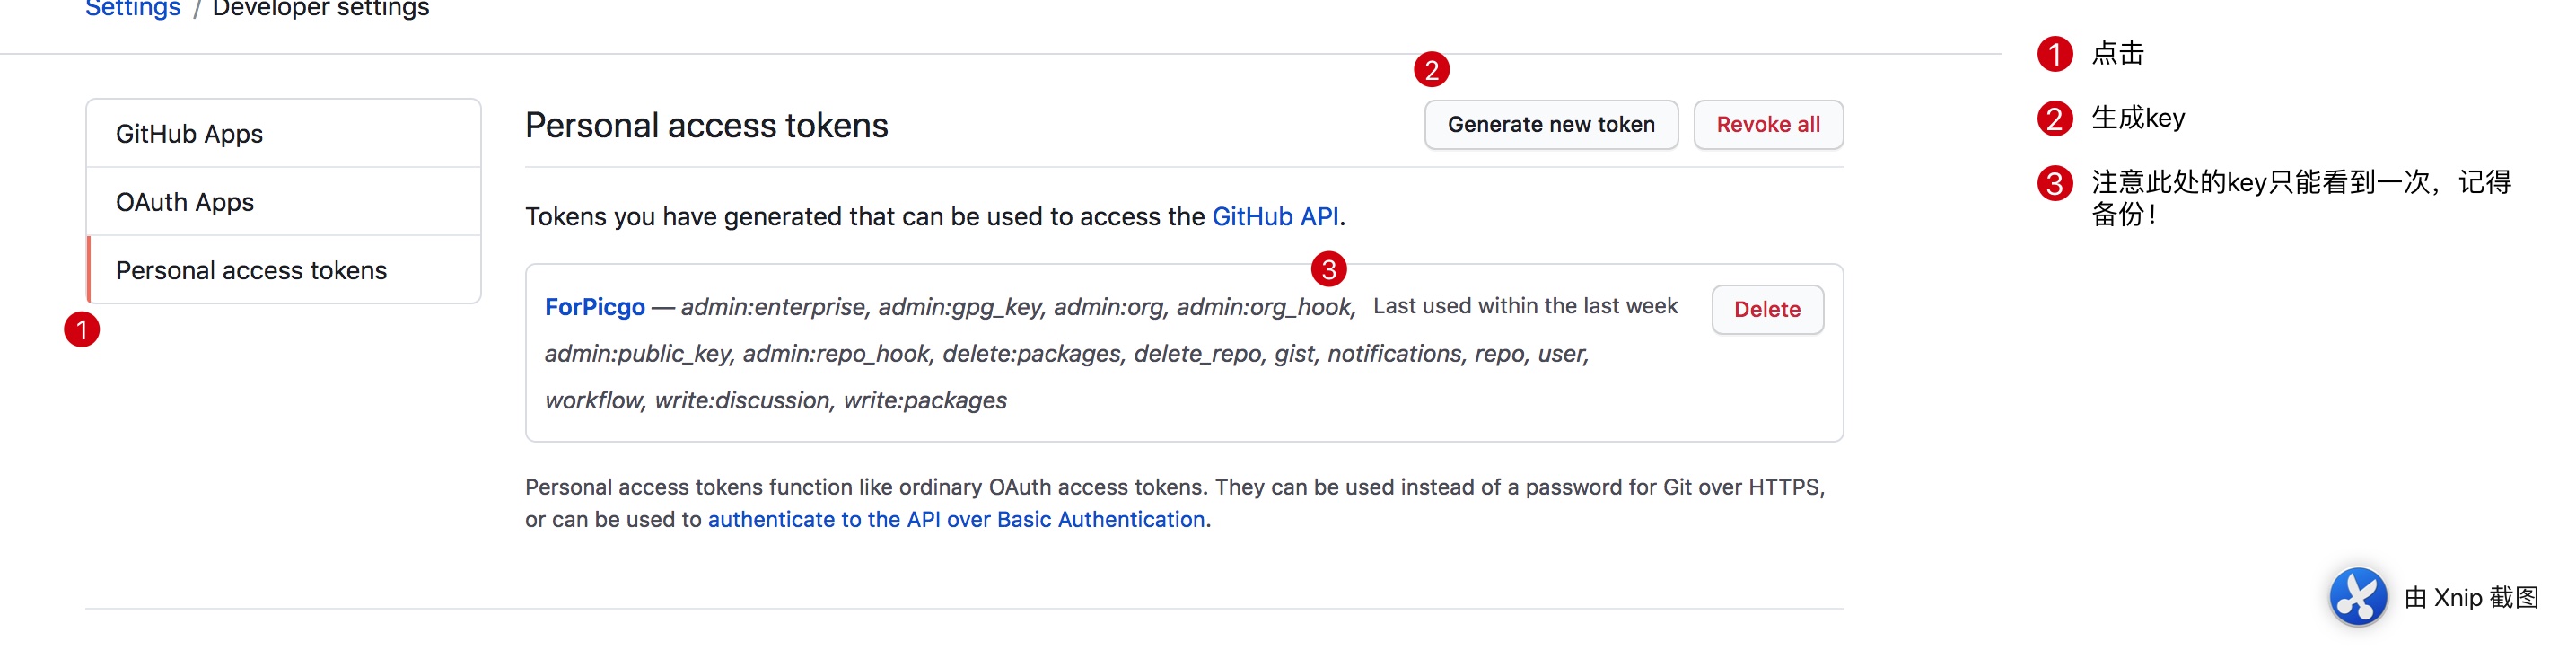 Settings / Developer settings
GitHub Apps
OAuth Apps
Personal access tokens
1
Personal access tokens
2
Generate new token
Revoke all
Tokens you have generated that can be used to access the GitHub API.
3
ForPicgo — admin:enterprise, admin:gpg_key, admin:org, admin:org_hook,
admin:public_key, admin:repo_hook, delete:packages, delete_repo, gist, notifications, repo, user,
workflow, write:discussion, write:packages
Last used within the last week
Delete
Personal access tokens function like ordinary OAuth access tokens. They can be used instead of a password for Git over HTTPS,
or can be used to authenticate to the API over Basic Authentication.
1 点击
2 生成key
3 注意此处的key只能看到一次，记得
备份！
由 Xnip 截图